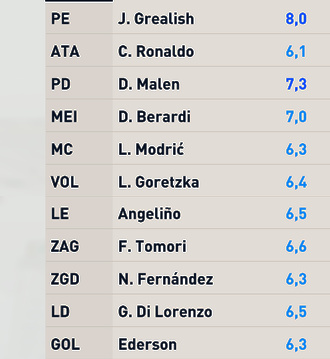 PE J. Grealish 8,0
ATA C. Ronaldo 6,1
PD D. Malen 7,3
MEI D. Berardi 7,0
MC L. Modrić 6,3
VOL L. Goretzka 6,4
LE Angeliño 6,5
ZAG F. Tomori 6,6
ZGD N. Fernández 6,3
LD G. Di Lorenzo 6,5
GOL Ederson 6,3